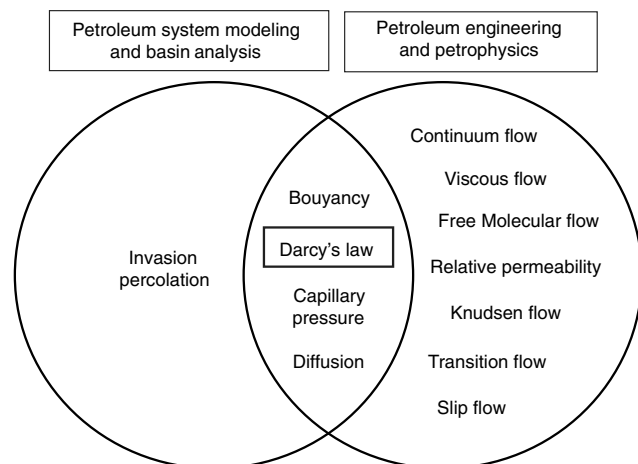 Petroleum system modeling
and basin analysis
Petroleum engineering
and petrophysics
Invasion
percolation
Bouyancy
Darcy's law
Capillary
pressure
Diffusion
Continuum flow
Viscous flow
Free Molecular flow
Relative permeability
Knudsen flow
Transition flow
Slip flow